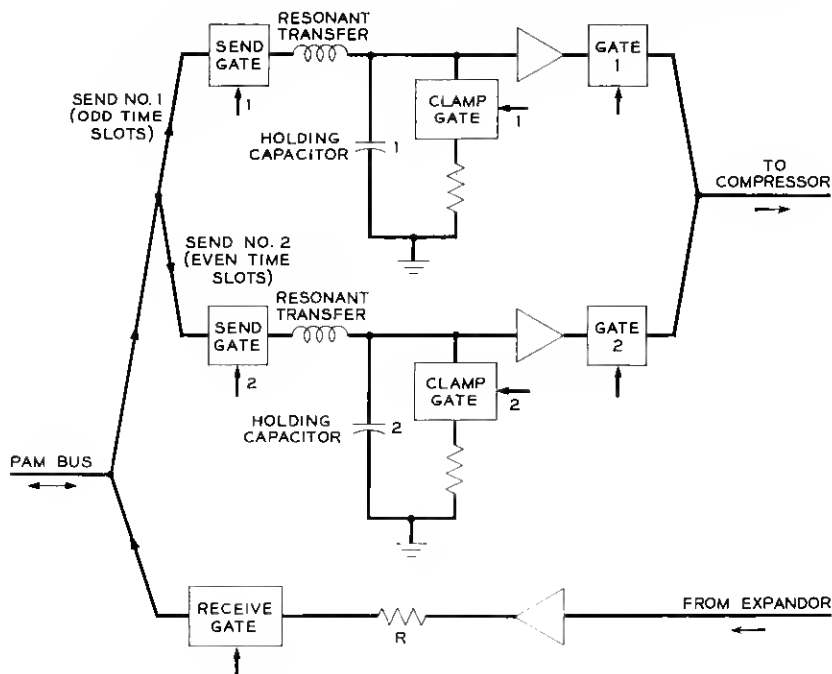 RESONANT
TRANSFER
SEND
GATE
1
GATE
1
SEND NO. 1
(ODD TIME
SLOTS)
CLAMP
GATE
1
HOLDING
CAPACITOR
1
TO
COMPRESSOR
SEND NO. 2
(EVEN TIME
SLOTS)
RESONANT
TRANSFER
SEND
GATE
2
GATE
2
CLAMP
GATE
2
HOLDING
CAPACITOR
2
PAM BUS
RECEIVE
GATE
R
FROM EXPANDOR